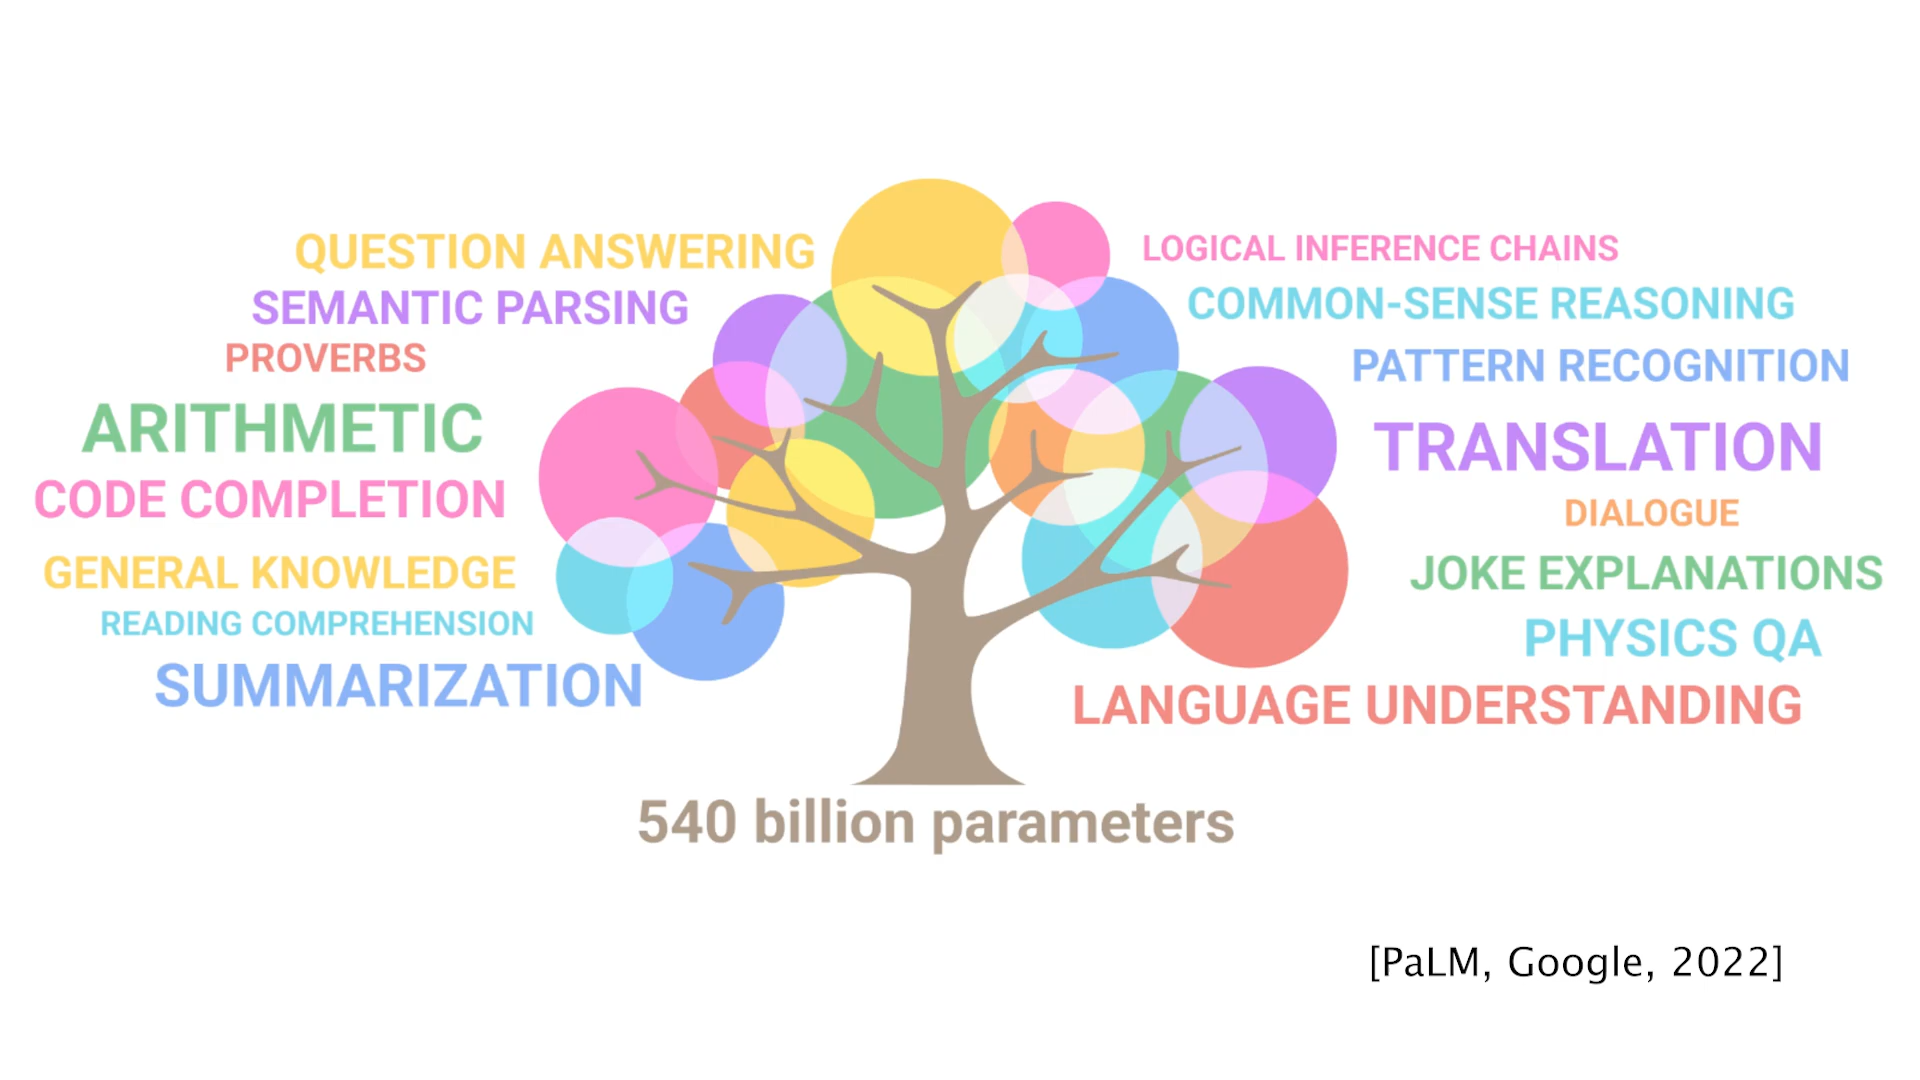 QUESTION ANSWERING
SEMANTIC PARSING
PROVERBS
ARITHMETIC
CODE COMPLETION
GENERAL KNOWLEDGE
READING COMPREHENSION
SUMMARIZATION
LOGICAL INFERENCE CHAINS
COMMON-SENSE REASONING
PATTERN RECOGNITION
TRANSLATION
DIALOGUE
JOKE EXPLANATIONS
PHYSICS QA
LANGUAGE UNDERSTANDING
540 billion parameters
[PaLM, Google, 2022]